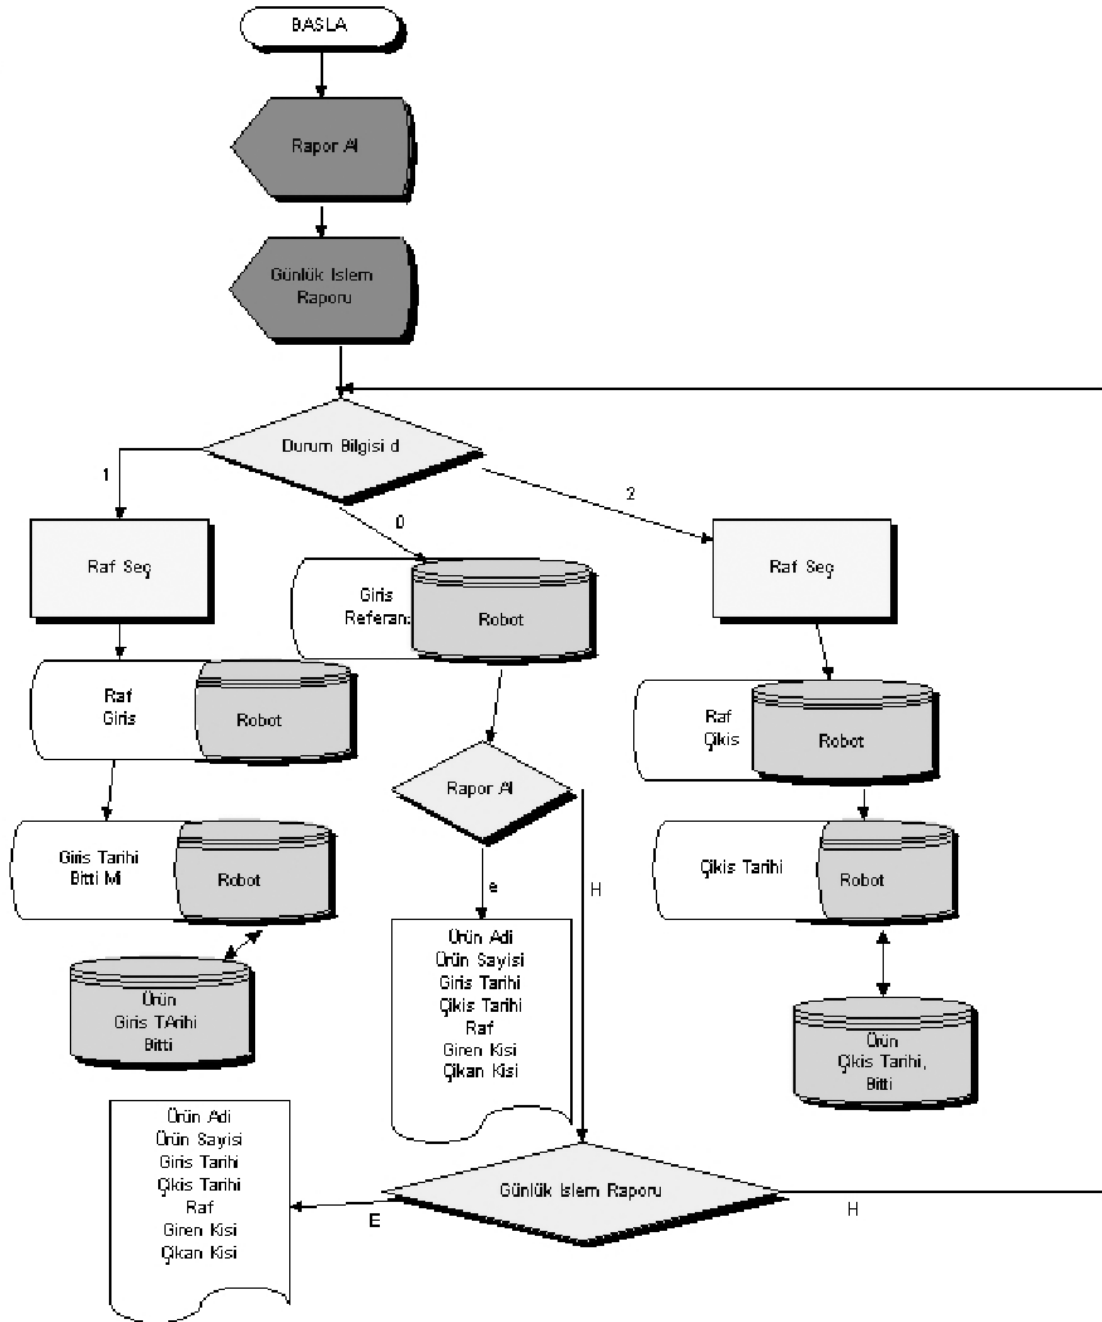 BASLA
Rapor Al
Günlük Islem
Raporu
Durum Bilgisi d
1
0
2
Raf Seç
Giris
Referans
Robot
Raf Seç
Raf
Giris
Robot
Raf
Çikis
Robot
Rapor Al
Giris Tarihi
Bitti Mi
Robot
Çikis Tarihi
Robot
e
H
Ürün
Giris TArihi
Bitti
Ürün Adi
Ürün Sayisi
Giris Tarihi
Çikis Tarihi
Raf
Giren Kisi
Çikan Kisi
Ürün
Çikis Tarihi,
Bitti
Ürün Adi
Ürün Sayisi
Giris Tarihi
Çikis Tarihi
Raf
Giren Kisi
Çikan Kisi
Günlük Islem Raporu
E
H